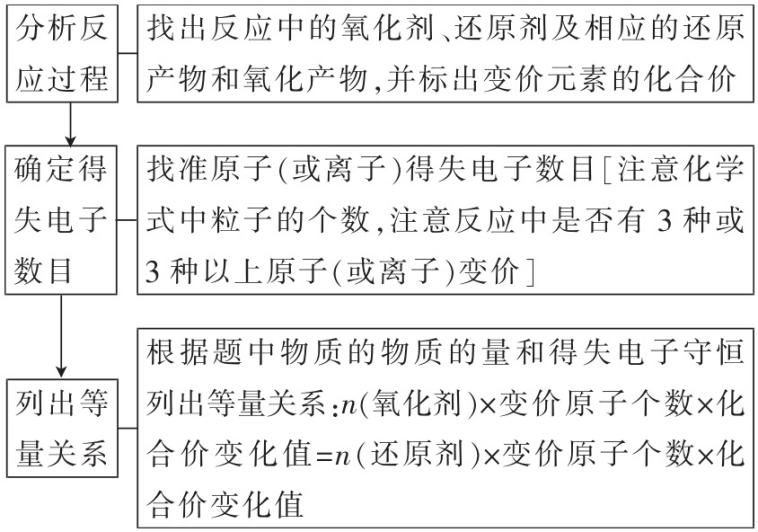 分析反
应过程
找出反应中的氧化剂、还原剂及相应的还原
产物和氧化产物,并标出变价元素的化合价
确定得
失电子
数目
找准原子(或离子)得失电子数目[注意化学
式中粒子的个数,注意反应中是否有3种或
3种以上原子(或离子)变价]
列出等
量关系
根据题中物质的物质的量和得失电子守恒
列出等量关系:n(氧化剂)×变价原子个数×化
合价变化值=n(还原剂)×变价原子个数×化
合价变化值